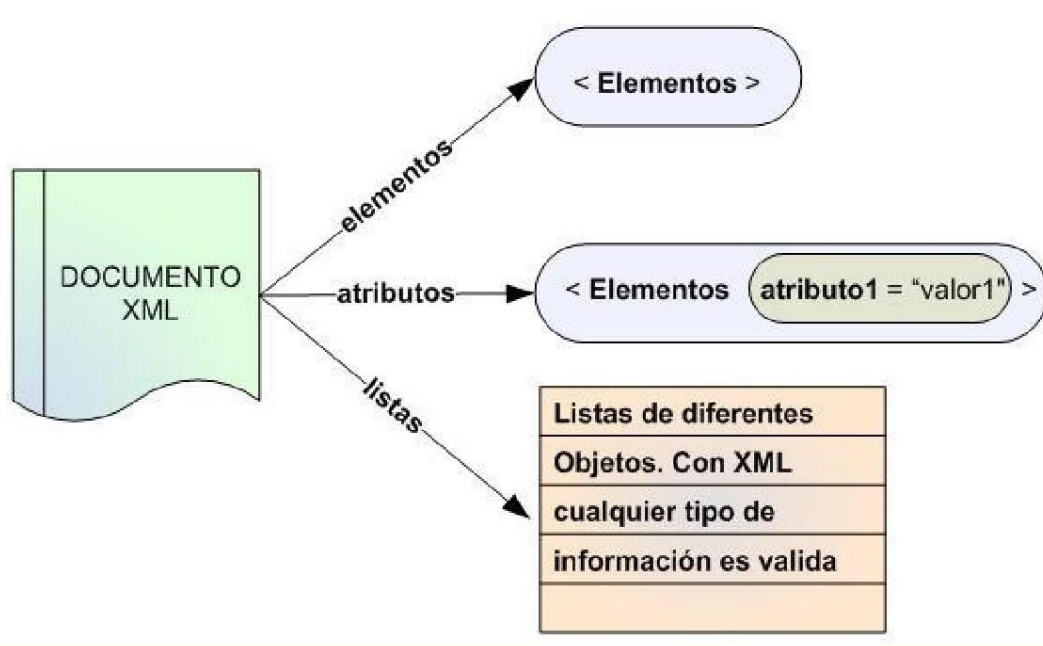 < Elementos >
elementos
DOCUMENTO
XML
atributos
< Elementos atributo1 = “valor1" >
listas
Listas de diferentes
Objetos. Con XML
cualquier tipo de
información es valida